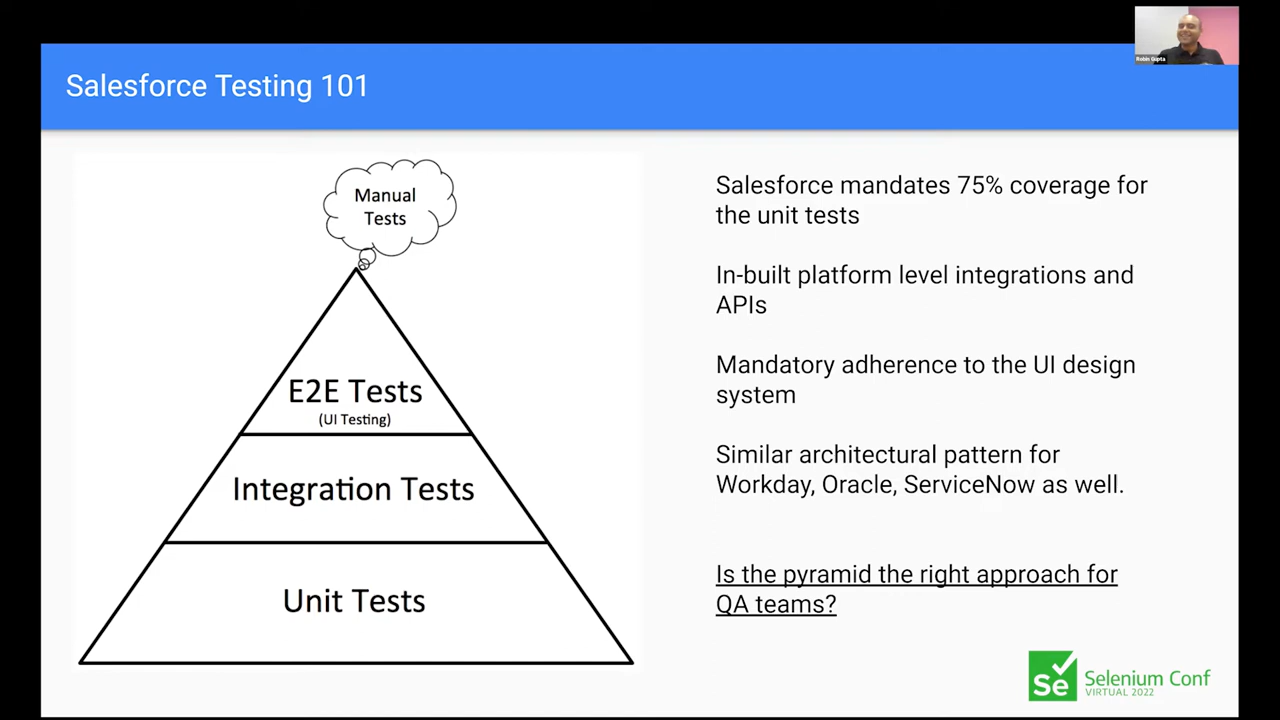 Robin Gupta
Salesforce Testing 101
Manual
Tests
E2E Tests
(UI Testing)
Integration Tests
Unit Tests
Salesforce mandates 75% coverage for
the unit tests
In-built platform level integrations and
APIs
Mandatory adherence to the UI design
system
Similar architectural pattern for
Workday, Oracle, ServiceNow as well.
Is the pyramid the right approach for
QA teams?
Se
Selenium Conf
VIRTUAL 2022